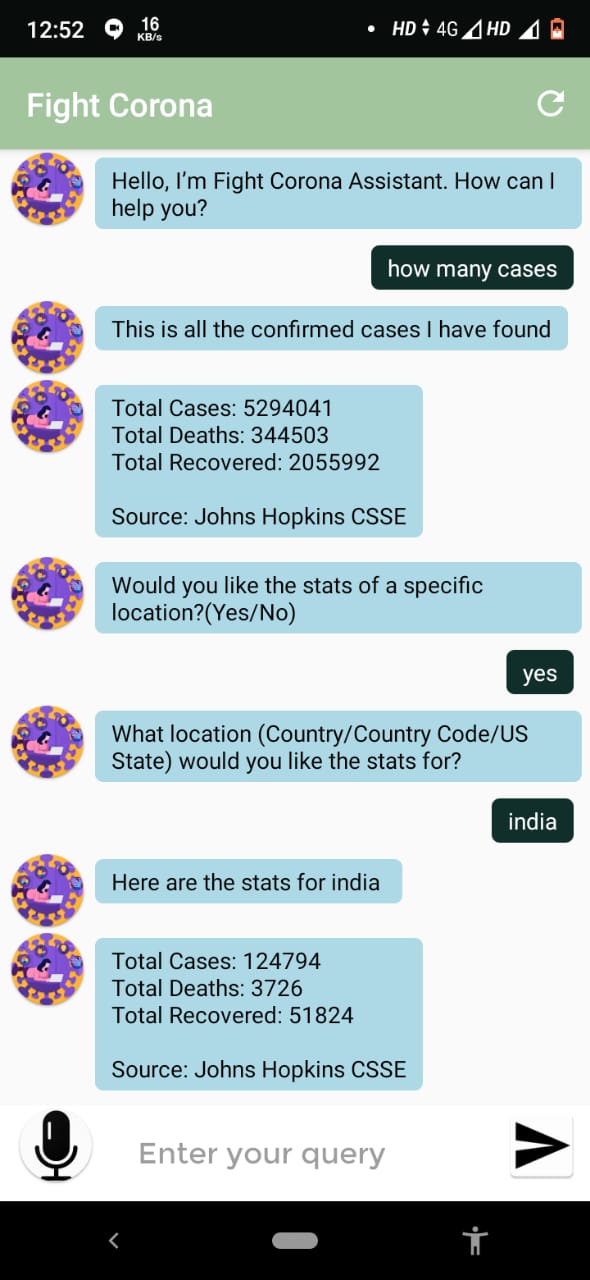 12:52 16 KB/s HD 4G HD
Fight Corona
Hello, I’m Fight Corona Assistant. How can I
help you?
how many cases
This is all the confirmed cases I have found
Total Cases: 5294041
Total Deaths: 344503
Total Recovered: 2055992
Source: Johns Hopkins CSSE
Would you like the stats of a specific
location?(Yes/No)
yes
What location (Country/Country Code/US
State) would you like the stats for?
india
Here are the stats for india
Total Cases: 124794
Total Deaths: 3726
Total Recovered: 51824
Source: Johns Hopkins CSSE
Enter your query